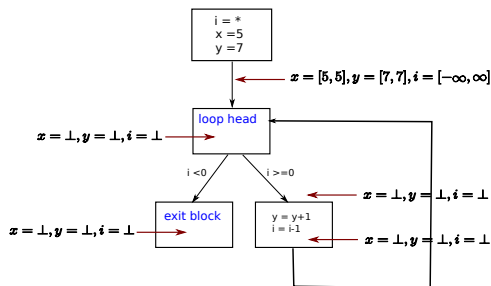 i = *
x =5
y =7
x = [5, 5], y = [7, 7], i = [−∞, ∞]
loop head
x = ⊥, y = ⊥, i = ⊥
i <0
i >=0
x = ⊥, y = ⊥, i = ⊥
exit block
x = ⊥, y = ⊥, i = ⊥
y = y+1
i = i-1
x = ⊥, y = ⊥, i = ⊥